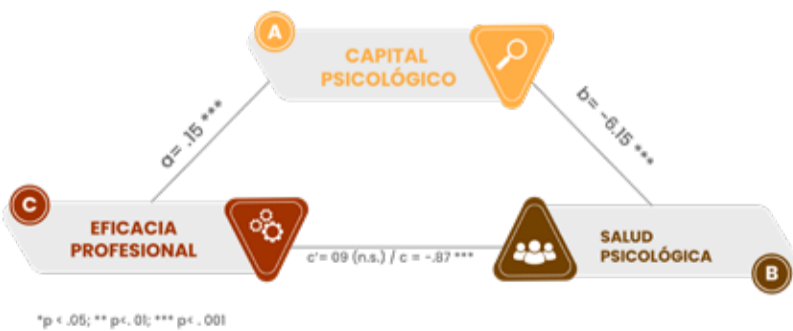 A
CAPITAL
PSICOLÓGICO
a= .15 ***
b= -6.15 ***
C
EFICACIA
PROFESIONAL
c'= 09 (n.s.) / c = -.87 ***
SALUD
PSICOLÓGICA
B
*p < .05; ** p<. 01; *** p< . 001